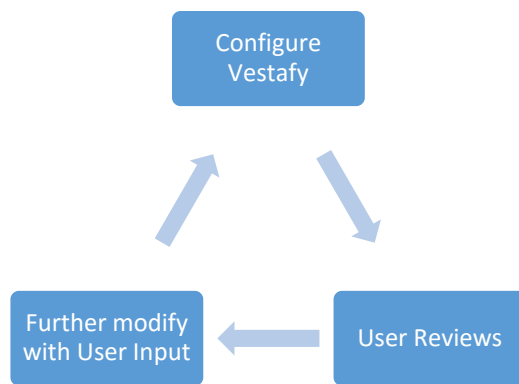 Configure
Vestafy
Further modify
with User Input
User Reviews